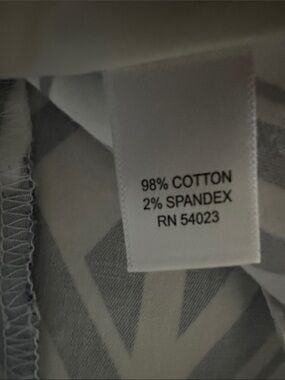 98% COTTON
2% SPANDEX
RN 54023